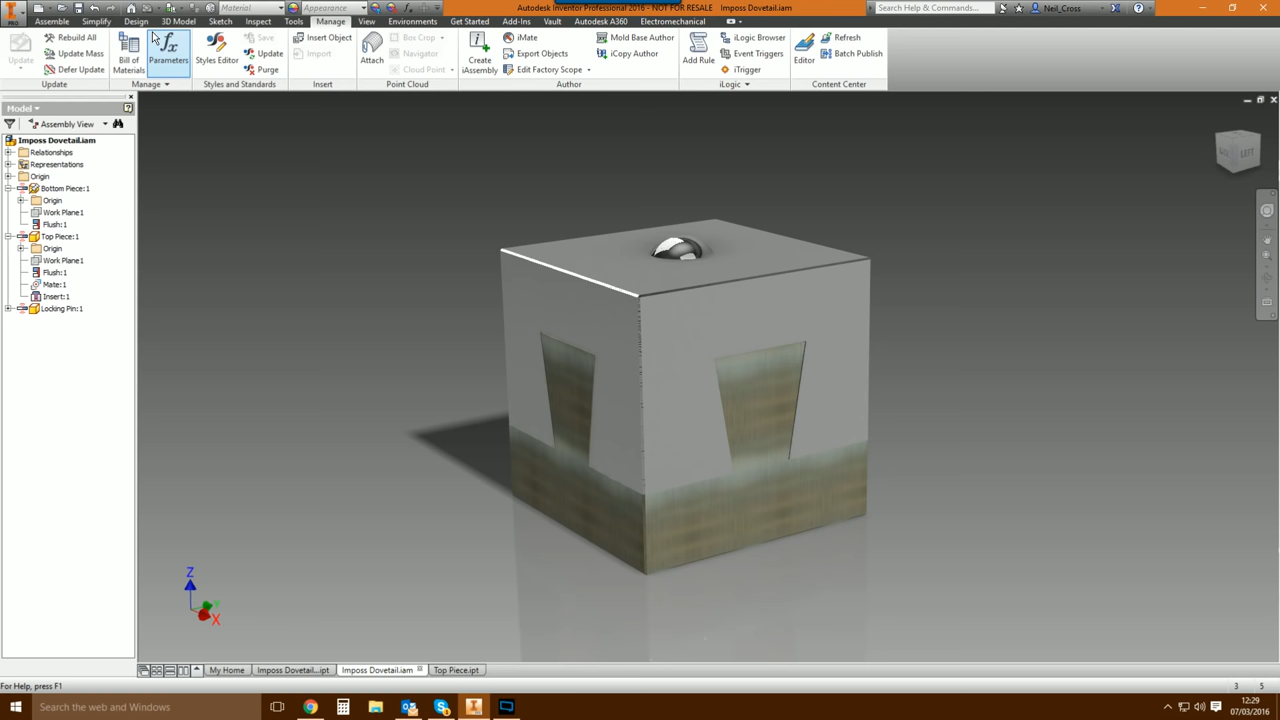 Autodesk Inventor Professional 2016 - NOT FOR RESALE   Imposs Dovetail.iam
Material
Appearance
Search Help & Commands...
Neil_Cross
PRO
Assemble Simplify Design 3D Model Sketch Inspect Tools Manage View Environments Get Started Add-Ins Vault Autodesk A360 Electromechanical
Update
Rebuild All
Update Mass
Defer Update
Update
Bill of Materials
Parameters
Manage
Styles Editor
Save
Update
Purge
Styles and Standards
Insert Object
Import
Insert
Attach
Box Crop
Navigator
Cloud Point
Point Cloud
Create iAssembly
iMate
Export Objects
Edit Factory Scope
Mold Base Author
iCopy Author
Author
Add Rule
iLogic Browser
Event Triggers
iTrigger
iLogic
Editor
Refresh
Batch Publish
Content Center
Model
Assembly View
Imposs Dovetail.iam
Relationships
Representations
Origin
Bottom Piece:1
Origin
Work Plane1
Flush:1
Top Piece:1
Origin
Work Plane1
Flush:1
Mate:1
Insert:1
Locking Pin:1
LEFT
Z
Y
X
My Home
Imposs Dovetail...ipt
Imposs Dovetail.iam
Top Piece.ipt
For Help, press F1
3 5
Search the web and Windows
12:29
07/03/2016